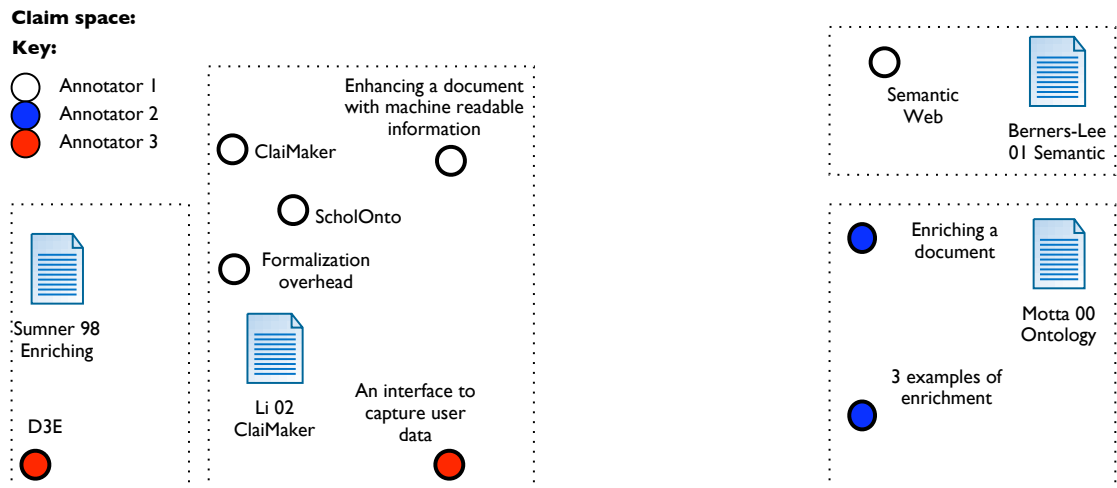 Claim space:
Key:
Annotator 1
Annotator 2
Annotator 3
Enhancing a document
with machine readable
information
ClaiMaker
ScholOnto
Formalization
overhead
Li 02
ClaiMaker
An interface to
capture user
data
Sumner 98
Enriching
D3E
Semantic
Web
Berners-Lee
01 Semantic
Enriching a
document
Motta 00
Ontology
3 examples of
enrichment